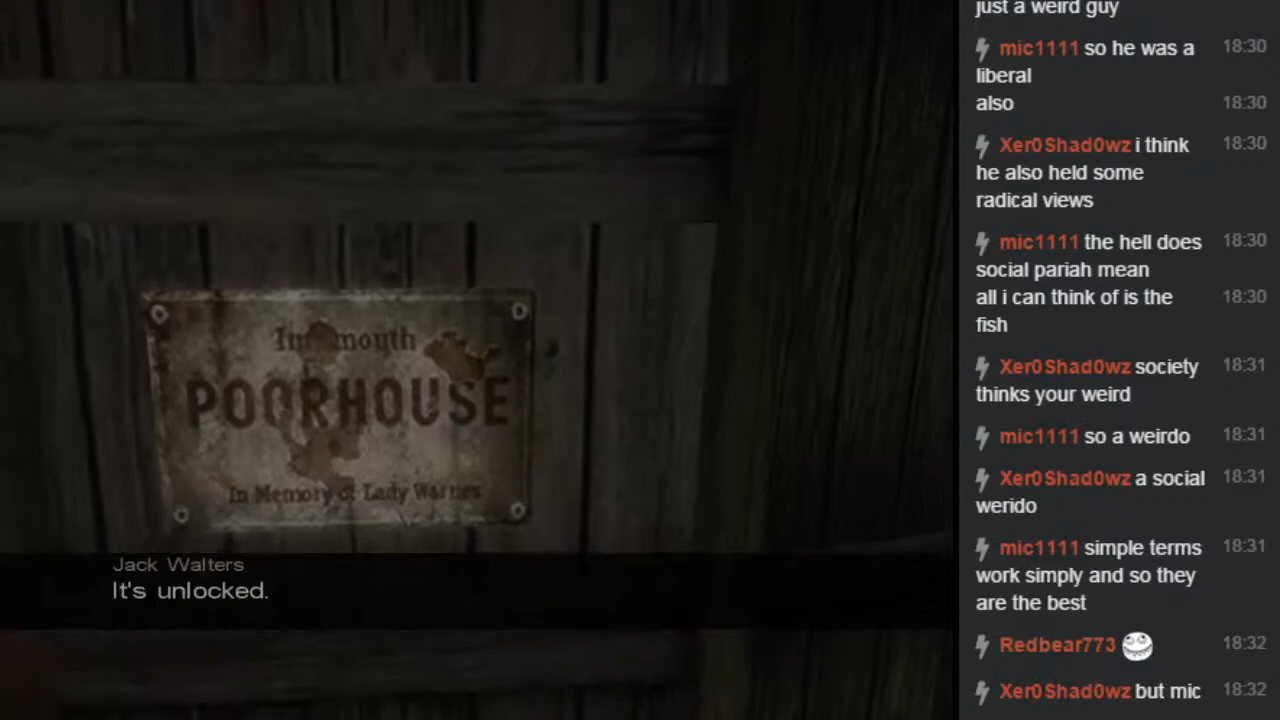 POORHOUSE
In Memory of Lady
Jack Walters
It's unlocked.
just a weird guy
mic1111 so he was a 18:30
liberal
also 18:30
Xer0Shad0wz i think 18:30
he also held some
radical views
mic1111 the hell does 18:30
social pariah mean
all i can think of is the 18:30
fish
Xer0Shad0wz society 18:31
thinks your weird
mic1111 so a weirdo 18:31
Xer0Shad0wz a social 18:31
werido
mic1111 simple terms 18:31
work simply and so they
are the best
Redbear773 18:32
Xer0Shad0wz but mic 18:32